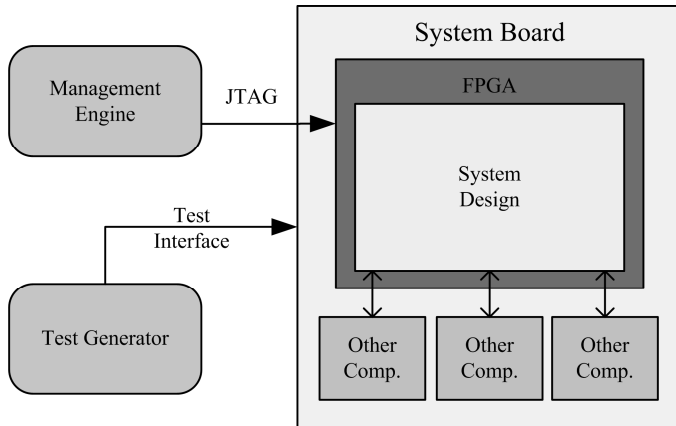 System Board
Management
Engine
JTAG
FPGA
System
Design
Test
Interface
Test Generator
Other
Comp.
Other
Comp.
Other
Comp.